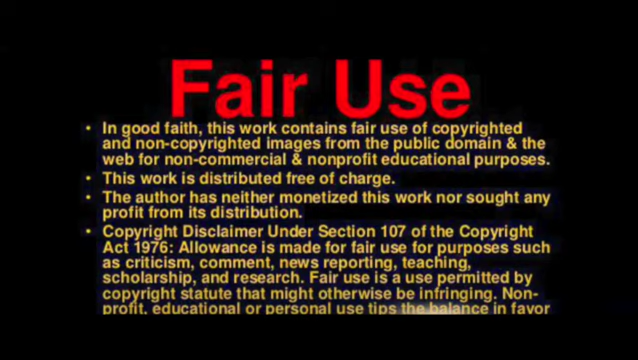 Fair Use
• In good faith, this work contains fair use of copyrighted
and non-copyrighted images from the public domain & the
web for non-commercial & nonprofit educational purposes.
• This work is distributed free of charge.
• The author has neither monetized this work nor sought any
profit from its distribution.
• Copyright Disclaimer Under Section 107 of the Copyright
Act 1976: Allowance is made for fair use for purposes such
as criticism, comment, news reporting, teaching,
scholarship, and research. Fair use is a use permitted by
copyright statute that might otherwise be infringing. Non-
profit, educational or personal use tips the balance in favor